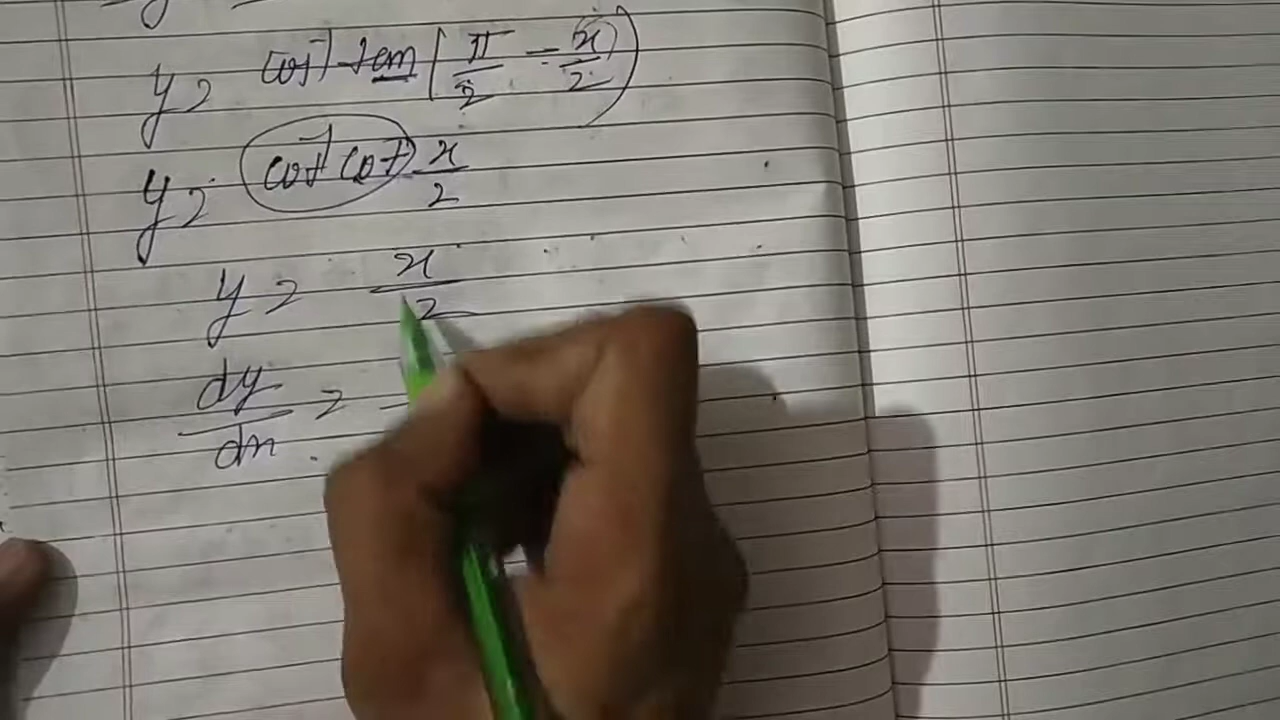 y = cot⁻¹ tan (π/2 - x/2)
y = cot⁻¹ cot x/2
y = x/2
dy/dx =